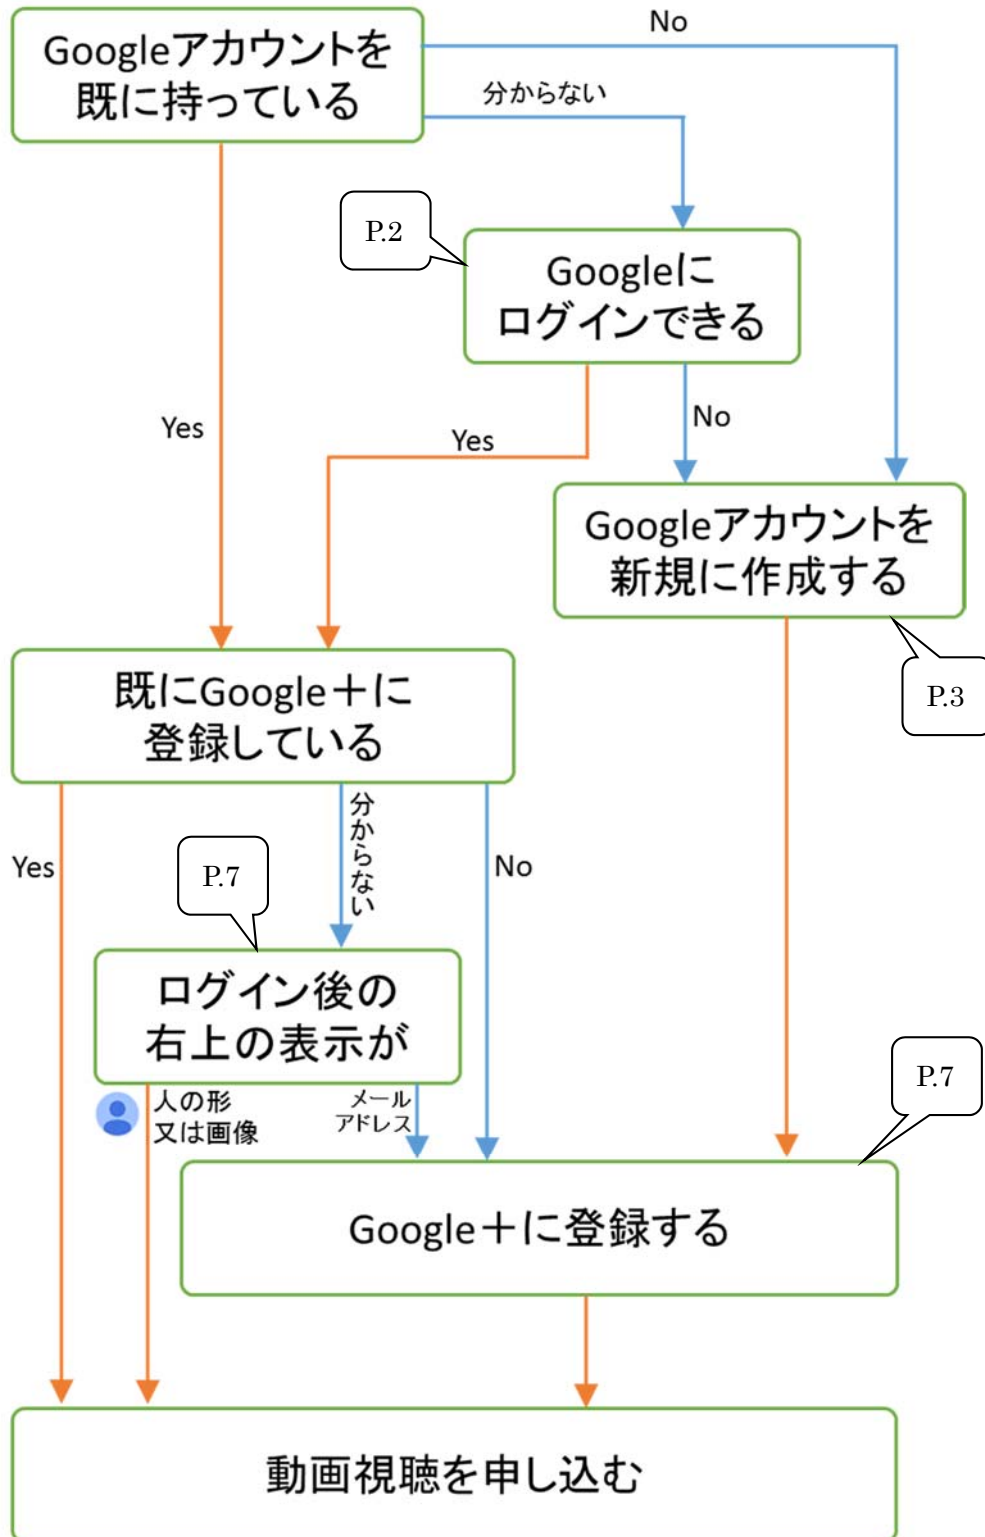 Googleアカウントを
既に持っている
No
分からない
P.2
Googleに
ログインできる
Yes
Yes
No
Googleアカウントを
新規に作成する
P.3
既にGoogle＋に
登録している
Yes
分からない
No
P.7
ログイン後の
右上の表示が
人の形
又は画像
メール
アドレス
P.7
Google＋に登録する
動画視聴を申し込む